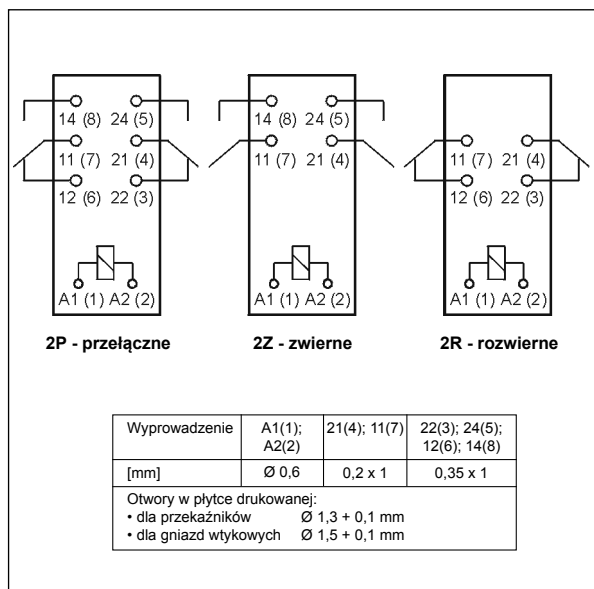 14 (8) 24 (5)
11 (7) 21 (4)
12 (6) 22 (3)
A1 (1) A2 (2)
2P - przełączne
14 (8) 24 (5)
11 (7) 21 (4)
A1 (1) A2 (2)
2Z - zwierne
11 (7) 21 (4)
12 (6) 22 (3)
A1 (1) A2 (2)
2R - rozwierne
Wyprowadzenie A1(1); 21(4); 11(7) 22(3); 24(5);
A2(2) 12(6); 14(8)
[mm] Ø 0,6 0,2 x 1 0,35 x 1
Otwory w płytce drukowanej:
• dla przekaźników Ø 1,3 + 0,1 mm
• dla gniazd wtykowych Ø 1,5 + 0,1 mm